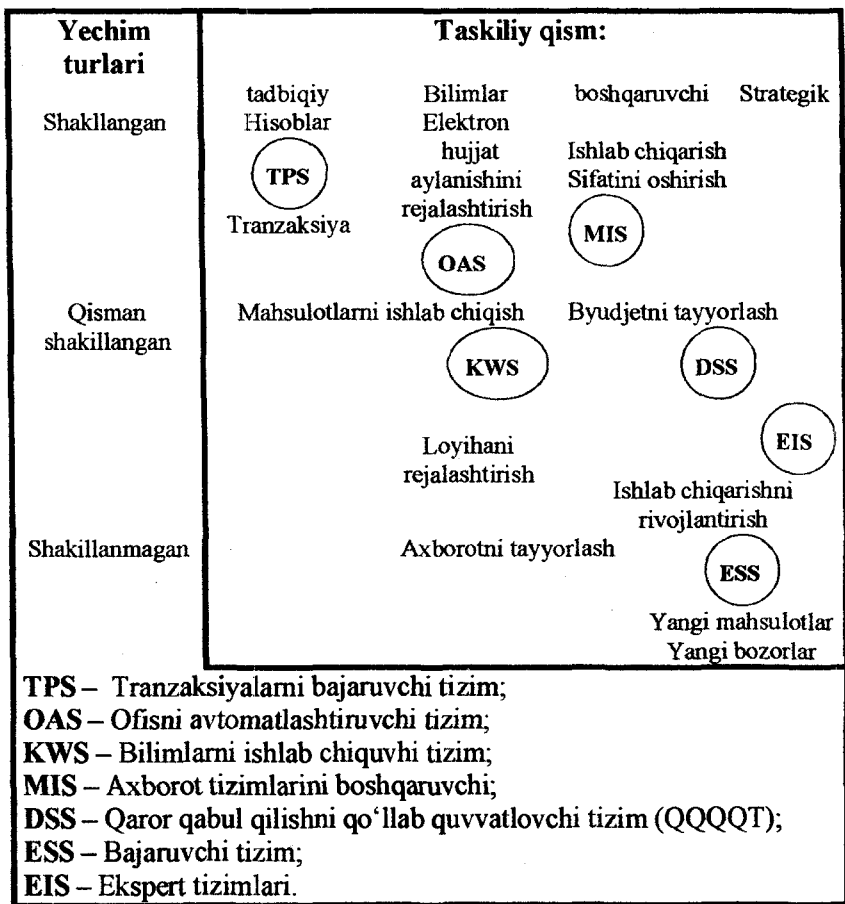 Yechim turlari
Taskiliy qism:
tadbiqiy Bilimlar boshqaruvchi Strategik
Shakllangan Hisoblar Elektron
hujjat Ishlab chiqarish
TPS aylanishini Sifatini oshirish
rejalashtirish
Tranzaksiya MIS
OAS
Qisman Mahsulotlarni ishlab chiqish Byudjetni tayyorlash
shakillangan
KWS DSS
EIS
Loyihani
rejalashtirish
Ishlab chiqarishni
rivojlantirish
Shakillanmagan Axborotni tayyorlash
ESS
Yangi mahsulotlar
Yangi bozorlar
TPS – Tranzaksiyalarni bajaruvchi tizim;
OAS – Ofisni avtomatlashtiruvchi tizim;
KWS – Bilimlarni ishlab chiquvhi tizim;
MIS – Axborot tizimlarini boshqaruvchi;
DSS – Qaror qabul qilishni qo‘llab quvvatlovchi tizim (QQQQT);
ESS – Bajaruvchi tizim;
EIS – Ekspert tizimlari.